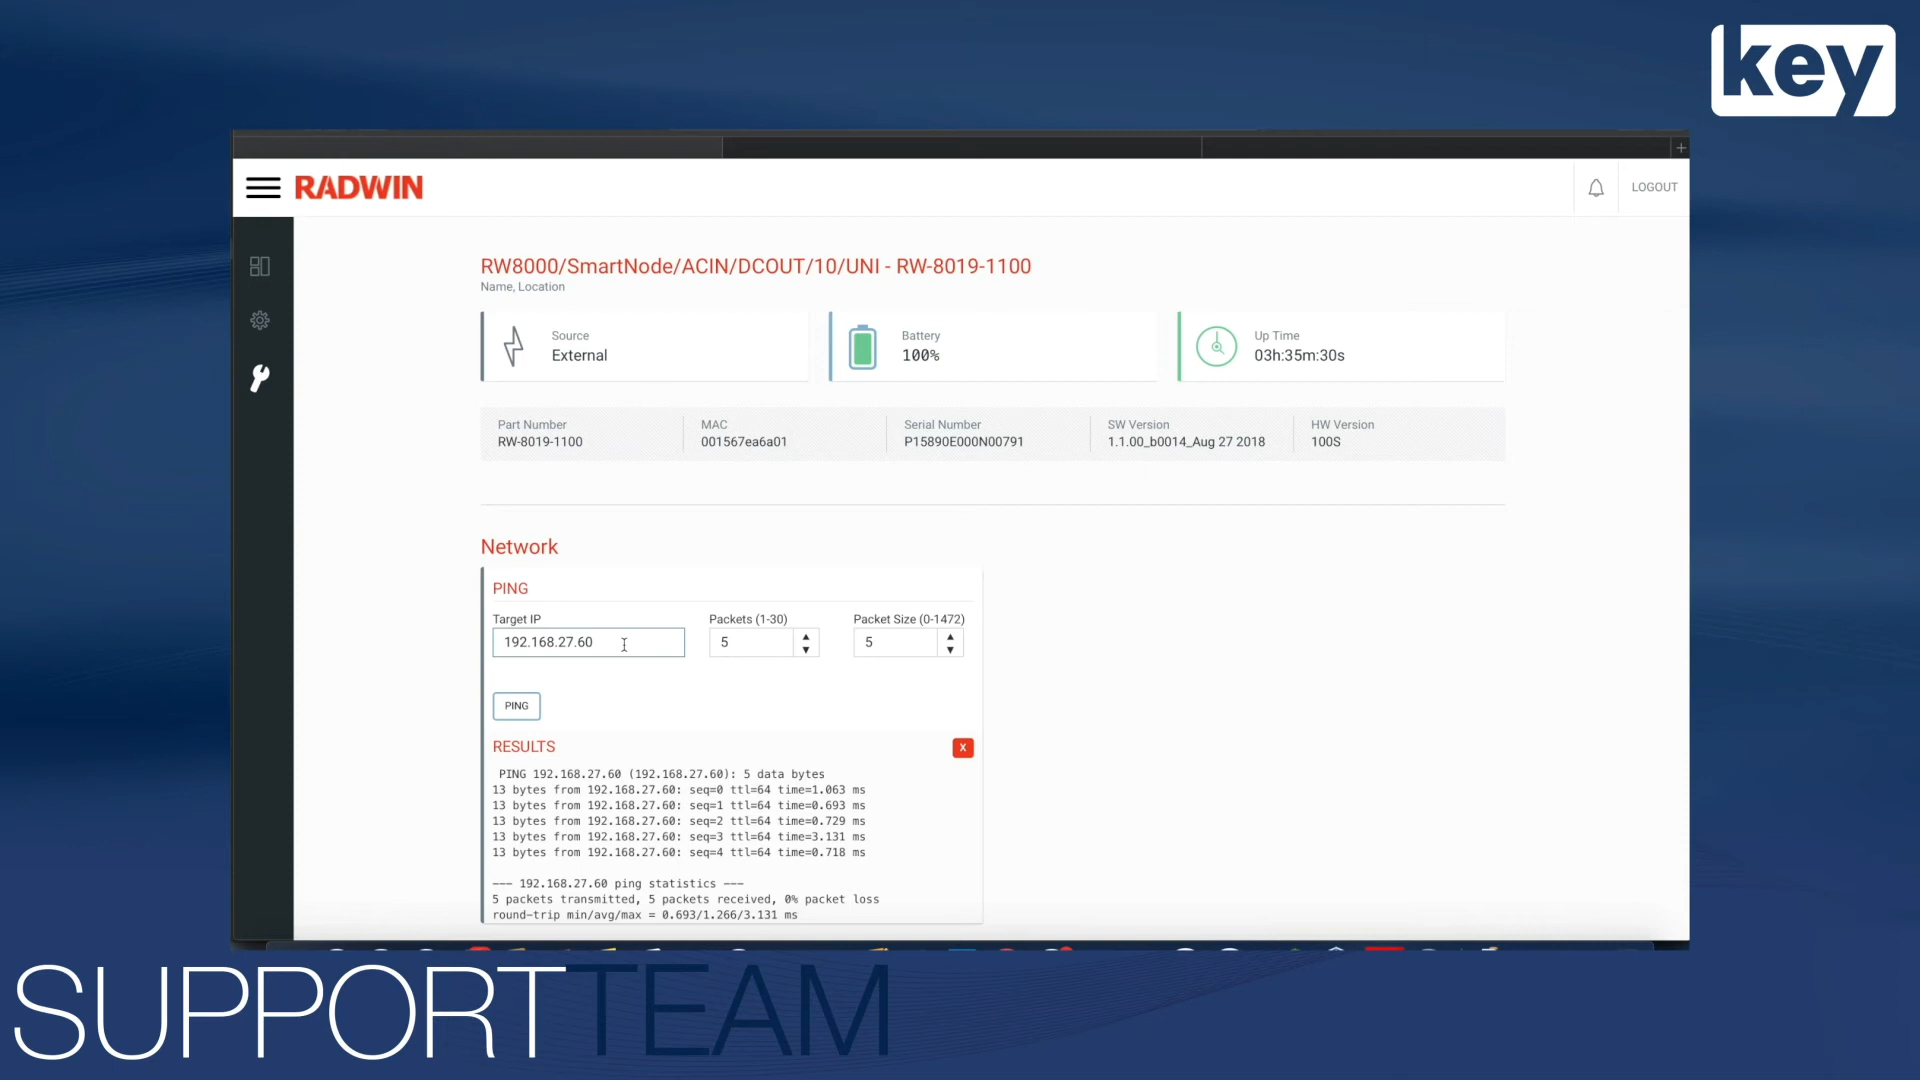 key
+
RADWIN
LOGOUT
RW8000/SmartNode/ACIN/DCOUT/10/UNI - RW-8019-1100
Name, Location
Source
External
Battery
100%
Up Time
03h:35m:30s
Part Number
RW-8019-1100
MAC
001567ea6a01
Serial Number
P15890E000N00791
SW Version
1.1.00_b0014_Aug 27 2018
HW Version
100S
Network
PING
Target IP
192.168.27.60
Packets (1-30)
5
Packet Size (0-1472)
5
PING
RESULTS
X
PING 192.168.27.60 (192.168.27.60): 5 data bytes
13 bytes from 192.168.27.60: seq=0 ttl=64 time=1.063 ms
13 bytes from 192.168.27.60: seq=1 ttl=64 time=0.693 ms
13 bytes from 192.168.27.60: seq=2 ttl=64 time=0.729 ms
13 bytes from 192.168.27.60: seq=3 ttl=64 time=3.131 ms
13 bytes from 192.168.27.60: seq=4 ttl=64 time=0.718 ms
--- 192.168.27.60 ping statistics ---
5 packets transmitted, 5 packets received, 0% packet loss
round-trip min/avg/max = 0.693/1.266/3.131 ms
SUPPORTTEAM